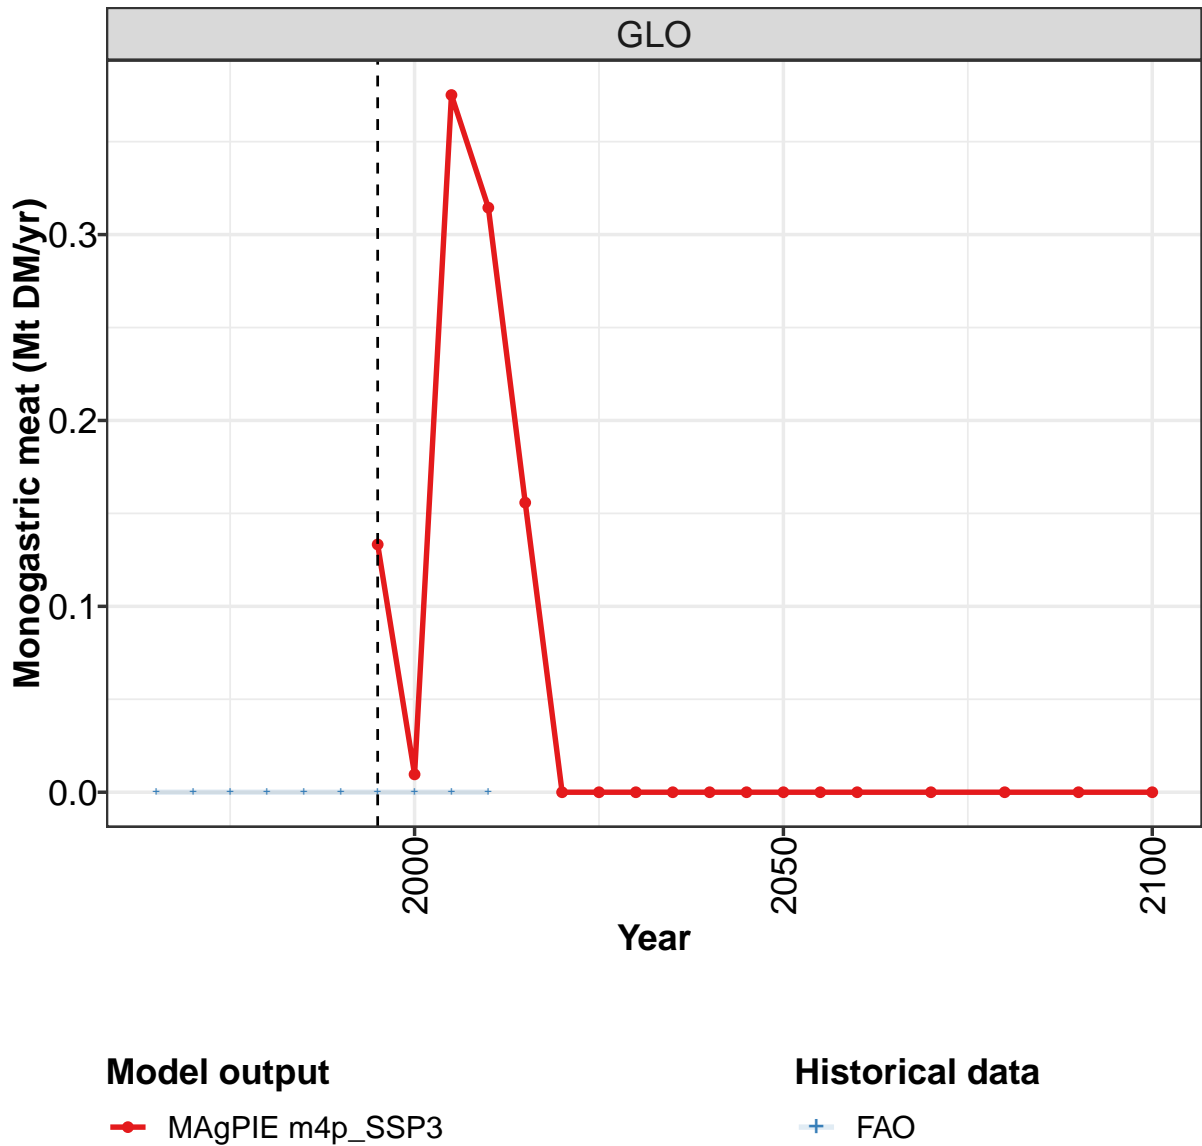 GLO
Monogastric meat (Mt DM/yr)
0.3
0.2
0.1
0.0
2000
2050
2100
Year
Model output
Historical data
MAgPIE m4p_SSP3
FAO